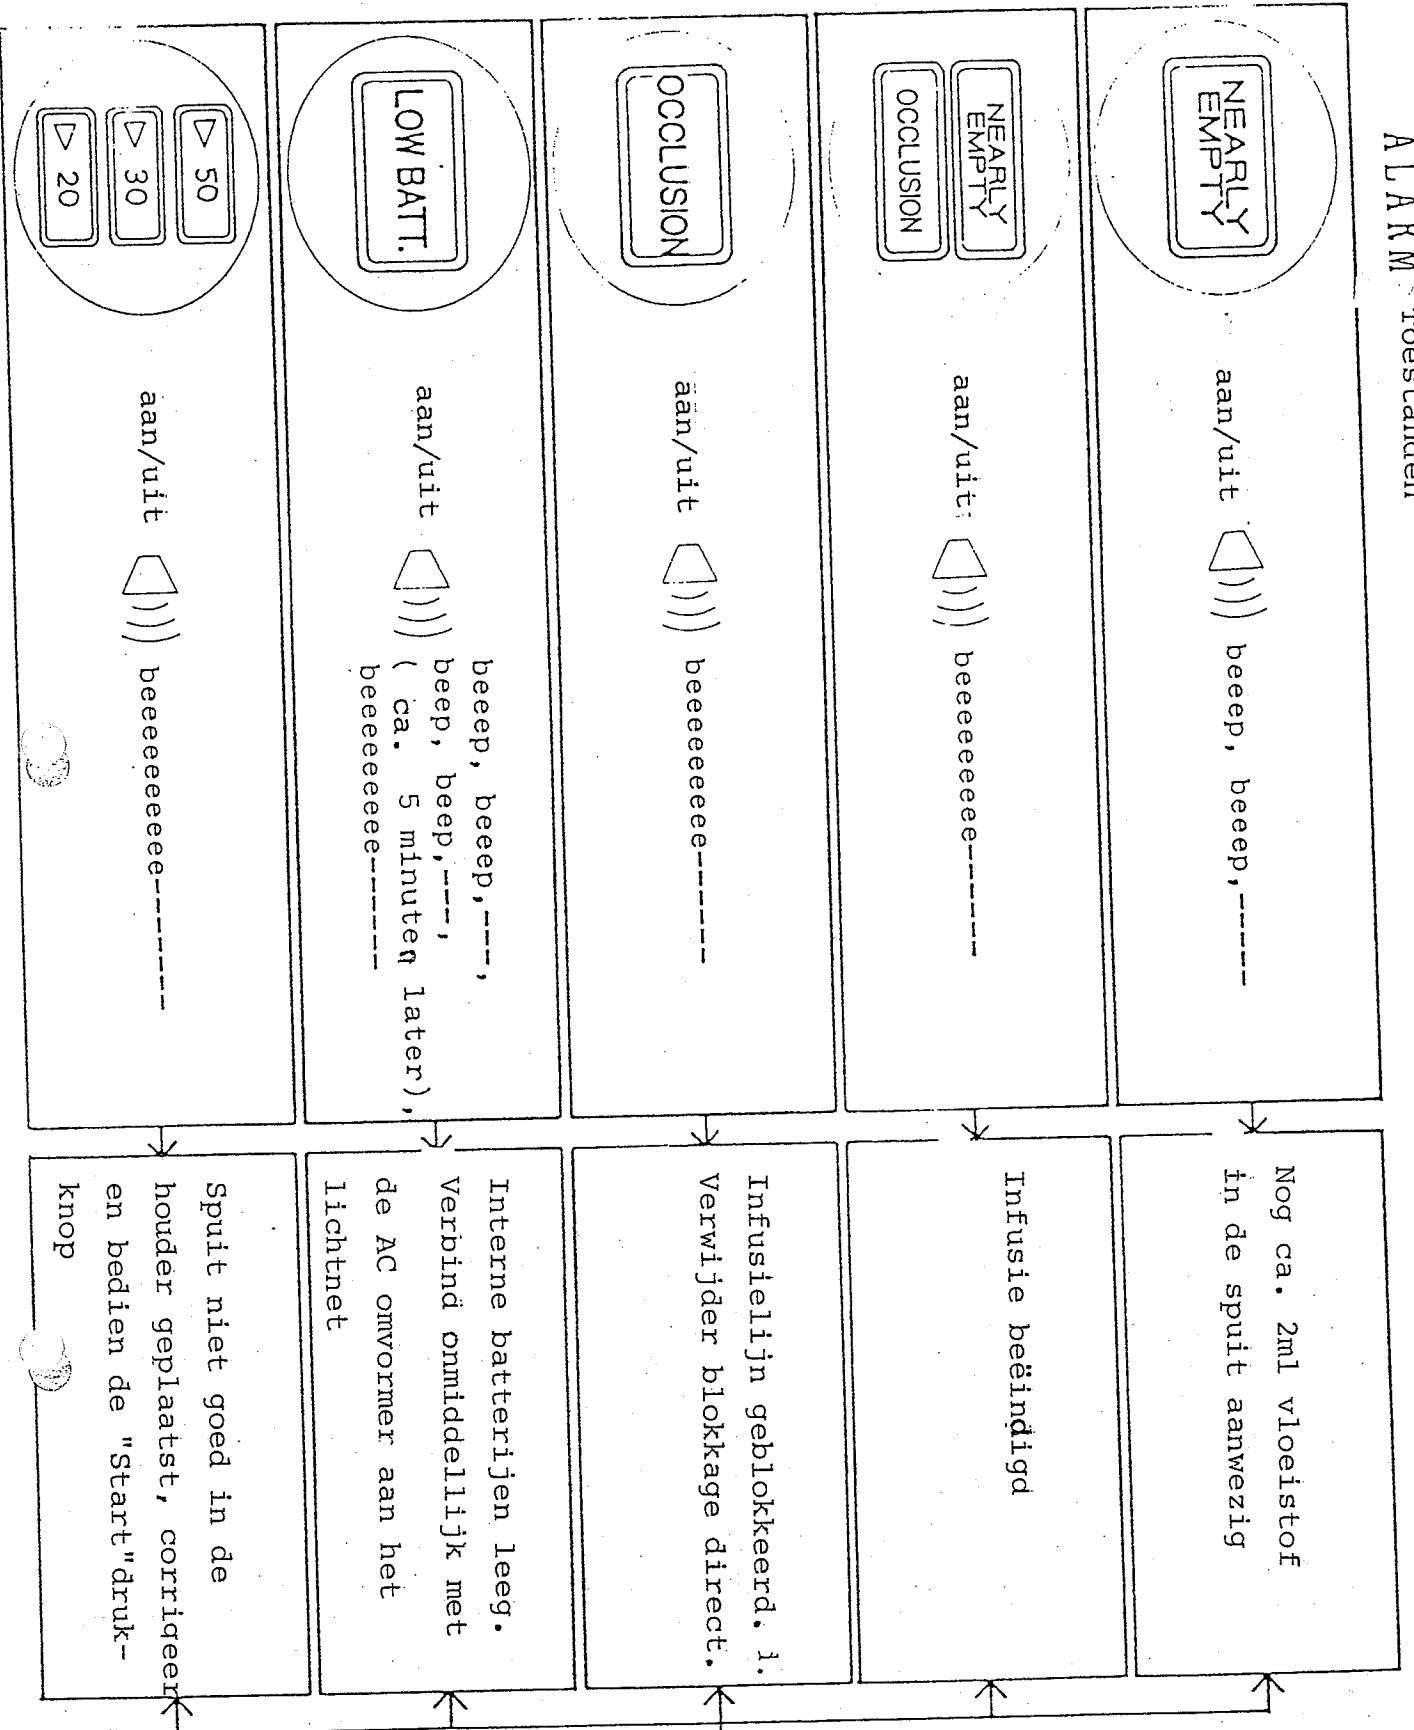 ALARM Toestanden
NEARLY
EMPTY
aan/uit
beeep, beeep,-----
Nog ca. 2ml vloeistof
in de spuit aanwezig
NEARLY
EMPTY
OCCLUSION
aan/uit
beeeeeeeee------
Infusie beëindigd
OCCLUSION
aan/uit
beeeeeeeee------
Infusielijn geblokkeerd. i.
Verwijder blokkage direct.
LOW BATT.
aan/uit
beeep, beeep,---,
beep, beep,---,
( ca. 5 minuten later),
beeeeeeeee------
Interne batterijen leeg.
Verbind onmiddellijk met
de AC omvormer aan het
lichtnet
▷ 50
▷ 30
▷ 20
aan/uit
beeeeeeeee------
Spuit niet goed in de
houder geplaatst, corrigeer
en bedien de "Start"druk-
knop